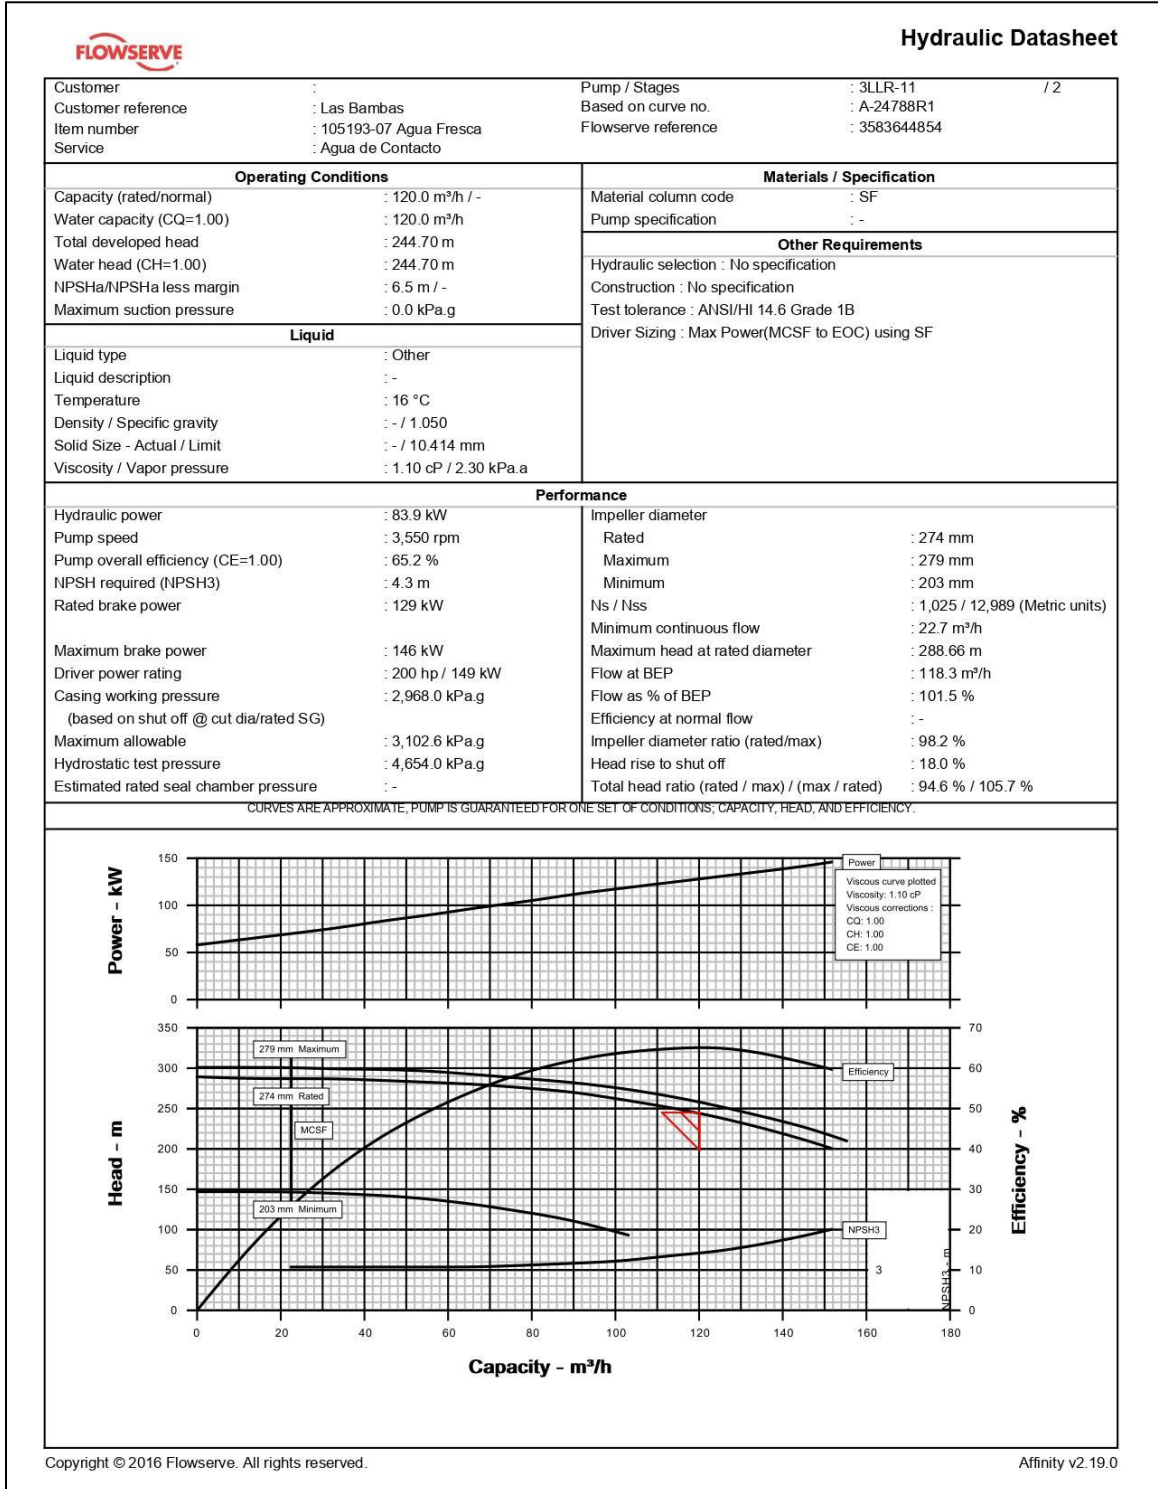 FLOWSERVE
Hydraulic Datasheet
Customer :
Customer reference : Las Bambas
Item number : 105193-07 Agua Fresca
Service : Agua de Contacto
Pump / Stages : 3LLR-11 / 2
Based on curve no. : A-24788R1
Flowserve reference : 3583644854
Operating Conditions
Capacity (rated/normal) : 120.0 m³/h / -
Water capacity (CQ=1.00) : 120.0 m³/h
Total developed head : 244.70 m
Water head (CH=1.00) : 244.70 m
NPSHa/NPSHa less margin : 6.5 m / -
Maximum suction pressure : 0.0 kPa.g
Liquid
Liquid type : Other
Liquid description : -
Temperature : 16 °C
Density / Specific gravity : - / 1.050
Solid Size - Actual / Limit : - / 10.414 mm
Viscosity / Vapor pressure : 1.10 cP / 2.30 kPa.a
Materials / Specification
Material column code : SF
Pump specification : -
Other Requirements
Hydraulic selection : No specification
Construction : No specification
Test tolerance : ANSI/HI 14.6 Grade 1B
Driver Sizing : Max Power(MCSF to EOC) using SF
Performance
Hydraulic power : 83.9 kW
Pump speed : 3,550 rpm
Pump overall efficiency (CE=1.00) : 65.2 %
NPSH required (NPSH3) : 4.3 m
Rated brake power : 129 kW
Maximum brake power : 146 kW
Driver power rating : 200 hp / 149 kW
Casing working pressure : 2,968.0 kPa.g
(based on shut off @ cut dia/rated SG)
Maximum allowable : 3,102.6 kPa.g
Hydrostatic test pressure : 4,654.0 kPa.g
Estimated rated seal chamber pressure : -
Impeller diameter
Rated : 274 mm
Maximum : 279 mm
Minimum : 203 mm
Ns / Nss : 1,025 / 12,989 (Metric units)
Minimum continuous flow : 22.7 m³/h
Maximum head at rated diameter : 288.66 m
Flow at BEP : 118.3 m³/h
Flow as % of BEP : 101.5 %
Efficiency at normal flow : -
Impeller diameter ratio (rated/max) : 98.2 %
Head rise to shut off : 18.0 %
Total head ratio (rated / max) / (max / rated) : 94.6 % / 105.7 %
CURVES ARE APPROXIMATE, PUMP IS GUARANTEED FOR ONE SET OF CONDITIONS; CAPACITY, HEAD, AND EFFICIENCY.
Power - kW
150
100
50
0
Power
Viscous curve plotted
Viscosity: 1.10 cP
Viscous corrections :
CQ: 1.00
CH: 1.00
CE: 1.00
Head - m
350
300
250
200
150
100
50
0
279 mm Maximum
274 mm Rated
MCSF
203 mm Minimum
Efficiency
NPSH3
3
NPSH3 - m
70
60
50
40
30
20
10
0
Efficiency - %
0 20 40 60 80 100 120 140 160 180
Capacity - m³/h
Copyright © 2016 Flowserve. All rights reserved.
Affinity v2.19.0